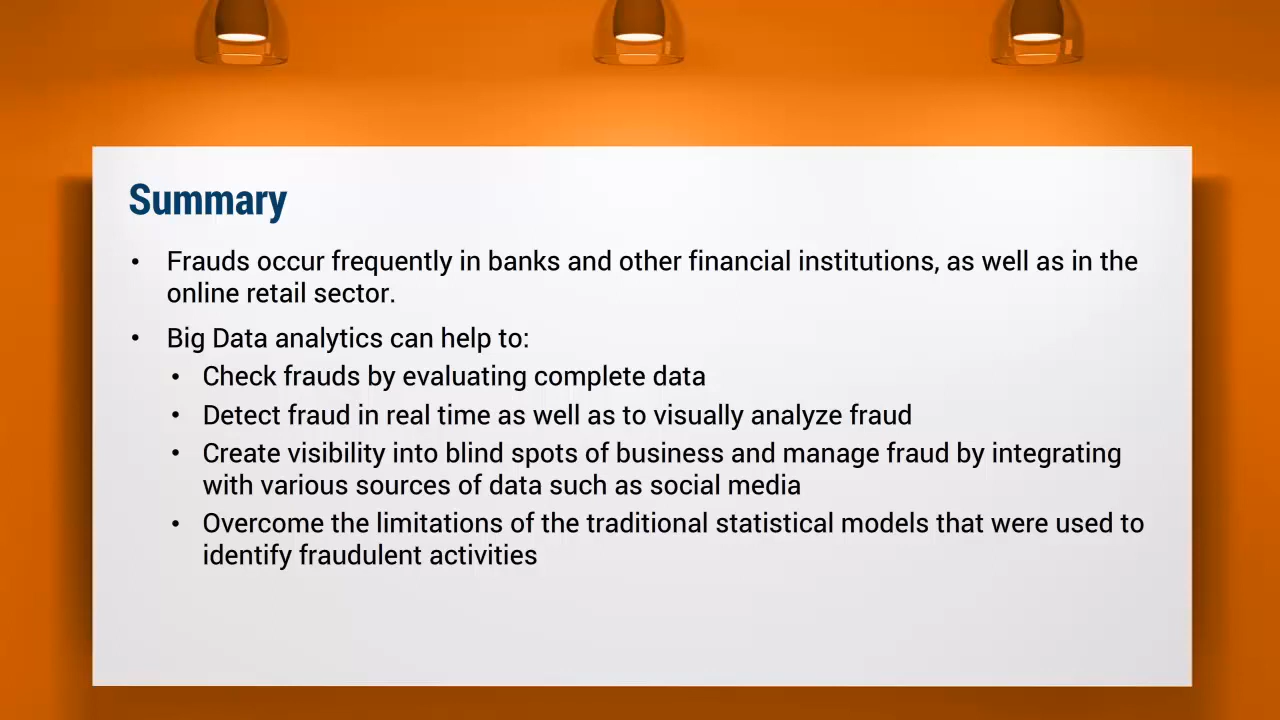 Summary
• Frauds occur frequently in banks and other financial institutions, as well as in the
online retail sector.
• Big Data analytics can help to:
• Check frauds by evaluating complete data
• Detect fraud in real time as well as to visually analyze fraud
• Create visibility into blind spots of business and manage fraud by integrating
with various sources of data such as social media
• Overcome the limitations of the traditional statistical models that were used to
identify fraudulent activities